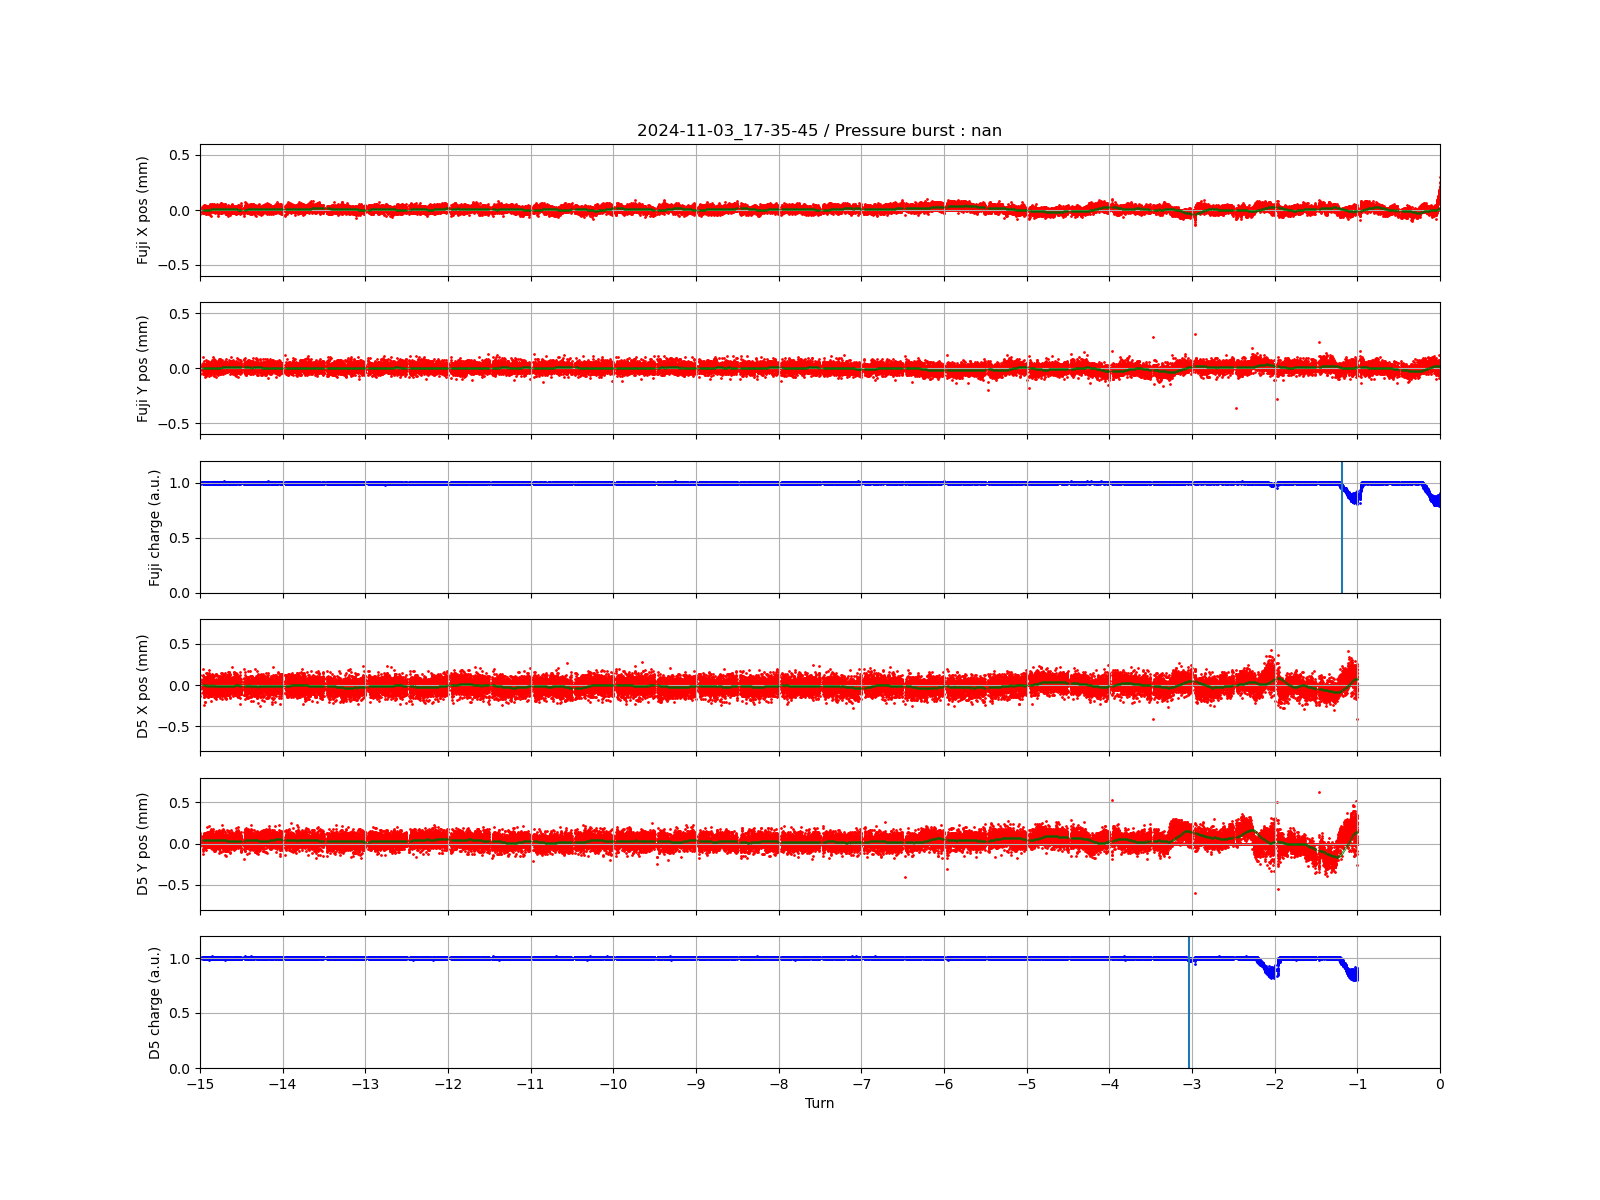 2024-11-03_17-35-45 / Pressure burst : nan
Fuji X pos (mm)
0.5
0.0
−0.5
Fuji Y pos (mm)
0.5
0.0
−0.5
Fuji charge (a.u.)
1.0
0.5
0.0
D5 X pos (mm)
0.5
0.0
−0.5
D5 Y pos (mm)
0.5
0.0
−0.5
D5 charge (a.u.)
1.0
0.5
0.0
−15 −14 −13 −12 −11 −10 −9 −8 −7 −6 −5 −4 −3 −2 −1 0
Turn